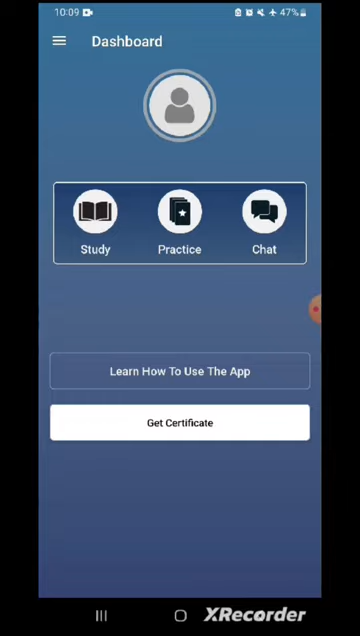 10:09 47%
Dashboard
Study Practice Chat
Learn How To Use The App
Get Certificate
XRecorder